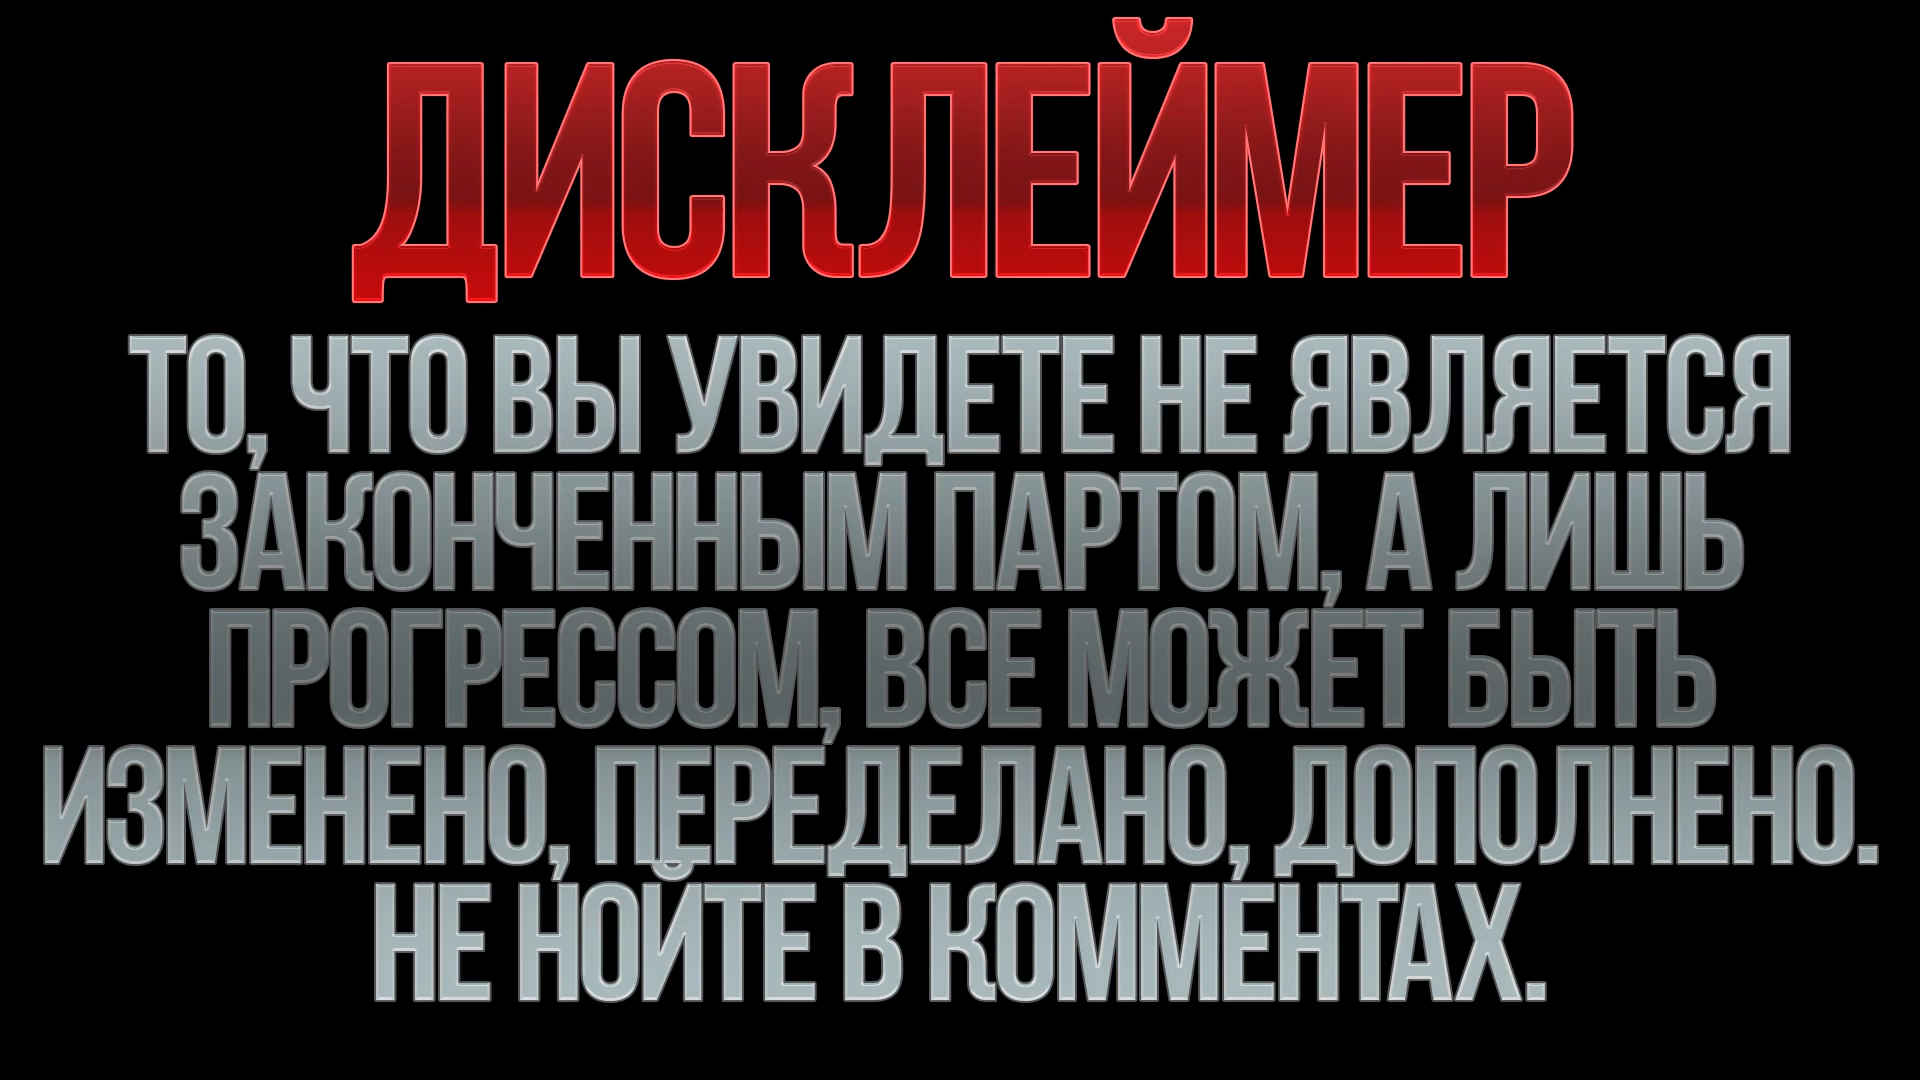 ДИСКЛЕЙМЕР
ТО, ЧТО ВЫ УВИДЕТЕ НЕ ЯВЛЯЕТСЯ
ЗАКОНЧЕННЫМ ПАРТОМ, А ЛИШЬ
ПРОГРЕССОМ, ВСЕ МОЖЕТ БЫТЬ
ИЗМЕНЕНО, ПЕРЕДЕЛАНО, ДОПОЛНЕНО.
НЕ НОЙТЕ В КОММЕНТАХ.